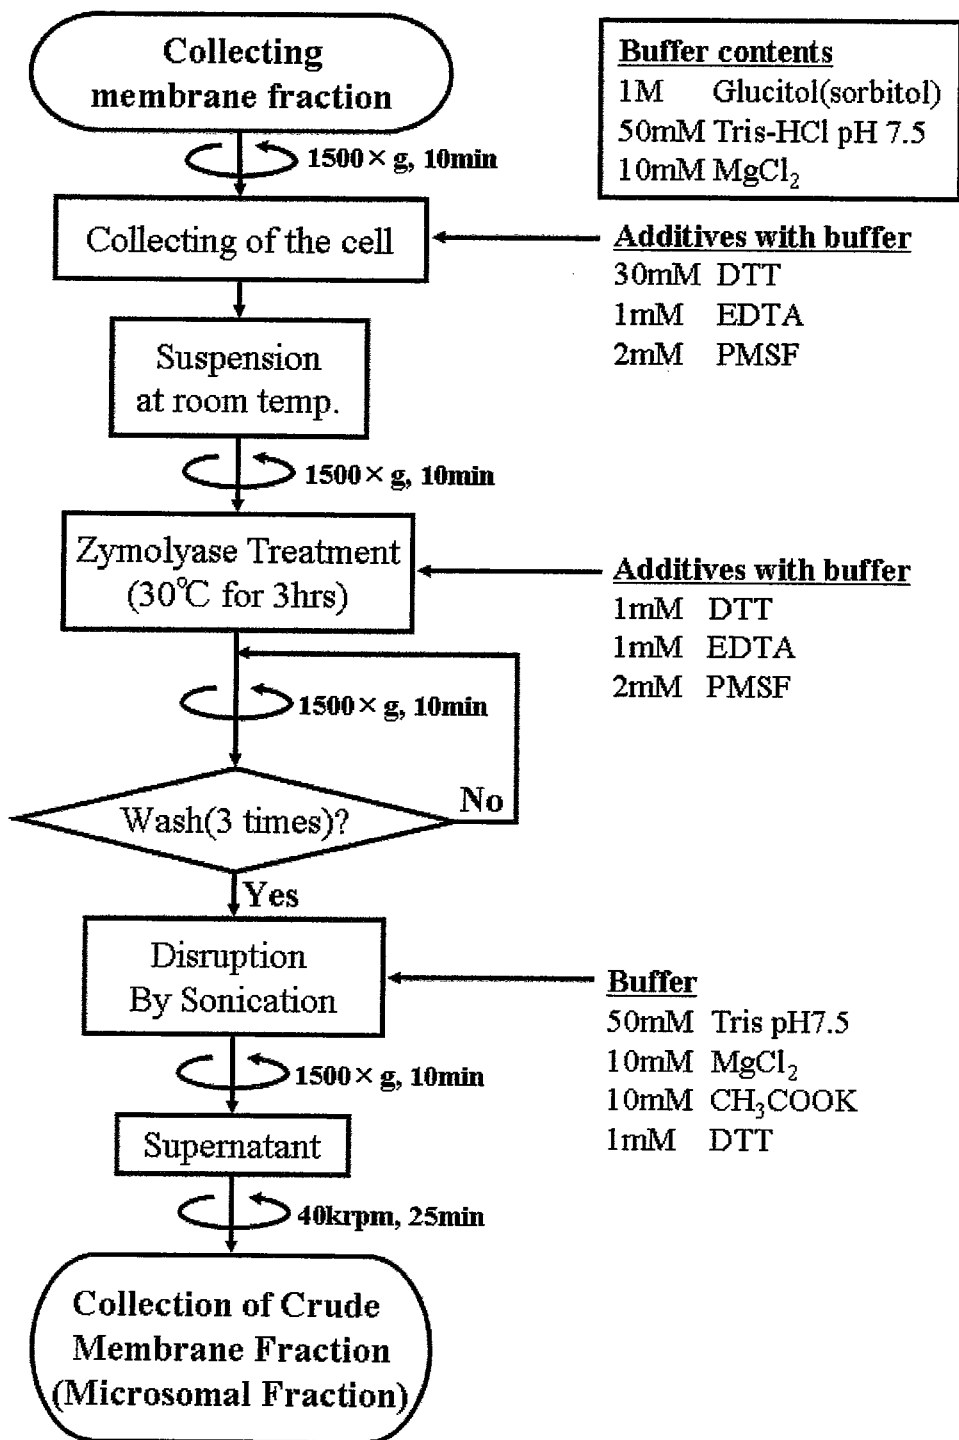 Collecting
membrane fraction
Buffer contents
1M Glucitol(sorbitol)
50mM Tris-HCl pH 7.5
10mM MgCl₂
1500× g, 10min
Collecting of the cell
Additives with buffer
30mM DTT
1mM EDTA
2mM PMSF
Suspension
at room temp.
1500× g, 10min
Zymolyase Treatment
(30℃ for 3hrs)
Additives with buffer
1mM DTT
1mM EDTA
2mM PMSF
1500× g, 10min
No
Wash(3 times)?
Yes
Disruption
By Sonication
Buffer
50mM Tris pH7.5
10mM MgCl₂
10mM CH₃COOK
1mM DTT
1500× g, 10min
Supernatant
40krpm, 25min
Collection of Crude
Membrane Fraction
(Microsomal Fraction)